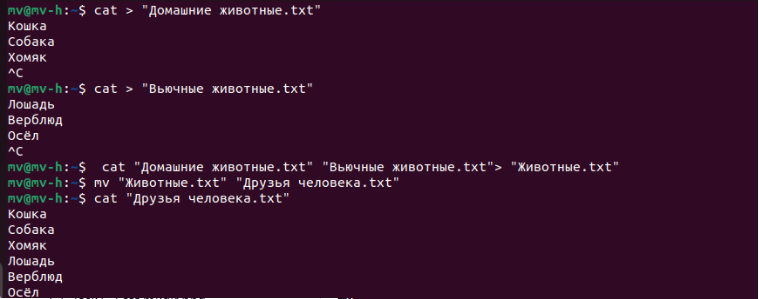 mv@mv-h:~$ cat > "Домашние животные.txt"
Кошка
Собака
Хомяк
^C
mv@mv-h:~$ cat > "Вьючные животные.txt"
Лошадь
Верблюд
Осёл
^C
mv@mv-h:~$  cat "Домашние животные.txt" "Вьючные животные.txt"> "Животные.txt"
mv@mv-h:~$ mv "Животные.txt" "Друзья человека.txt"
mv@mv-h:~$ cat "Друзья человека.txt"
Кошка
Собака
Хомяк
Лошадь
Верблюд
Осёл